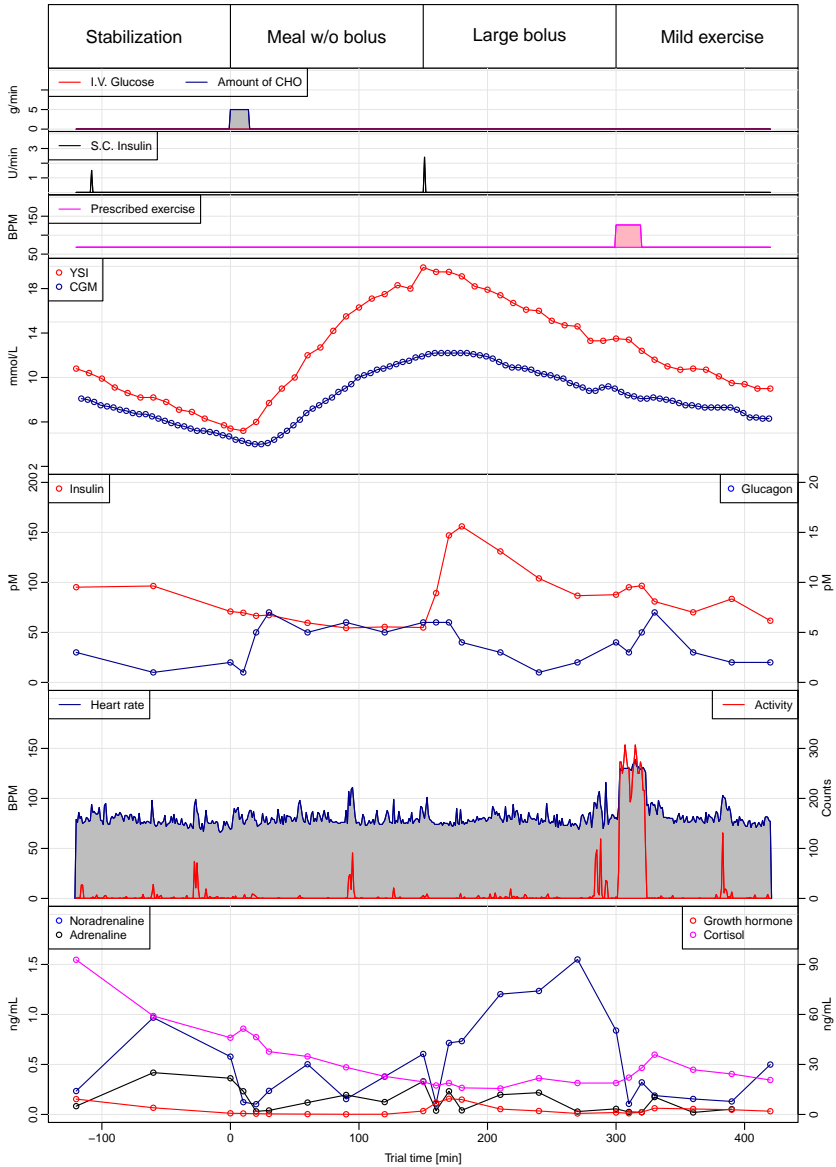 Stabilization Meal w/o bolus Large bolus Mild exercise
I.V. Glucose Amount of CHO
g/min
5
0
S.C. Insulin
U/min
3
1
Prescribed exercise
BPM
150
50
YSI
CGM
mmol/L
18
14
10
6
2
Insulin Glucagon
pM
200
150
100
50
0
20
15
10
5
0
pM
Heart rate Activity
BPM
150
100
50
0
300
200
100
0
Counts
Noradrenaline Growth hormone
Adrenaline Cortisol
ng/mL
1.5
1.0
0.5
0.0
90
60
30
0
ng/mL
−100 0 100 200 300 400
Trial time [min]